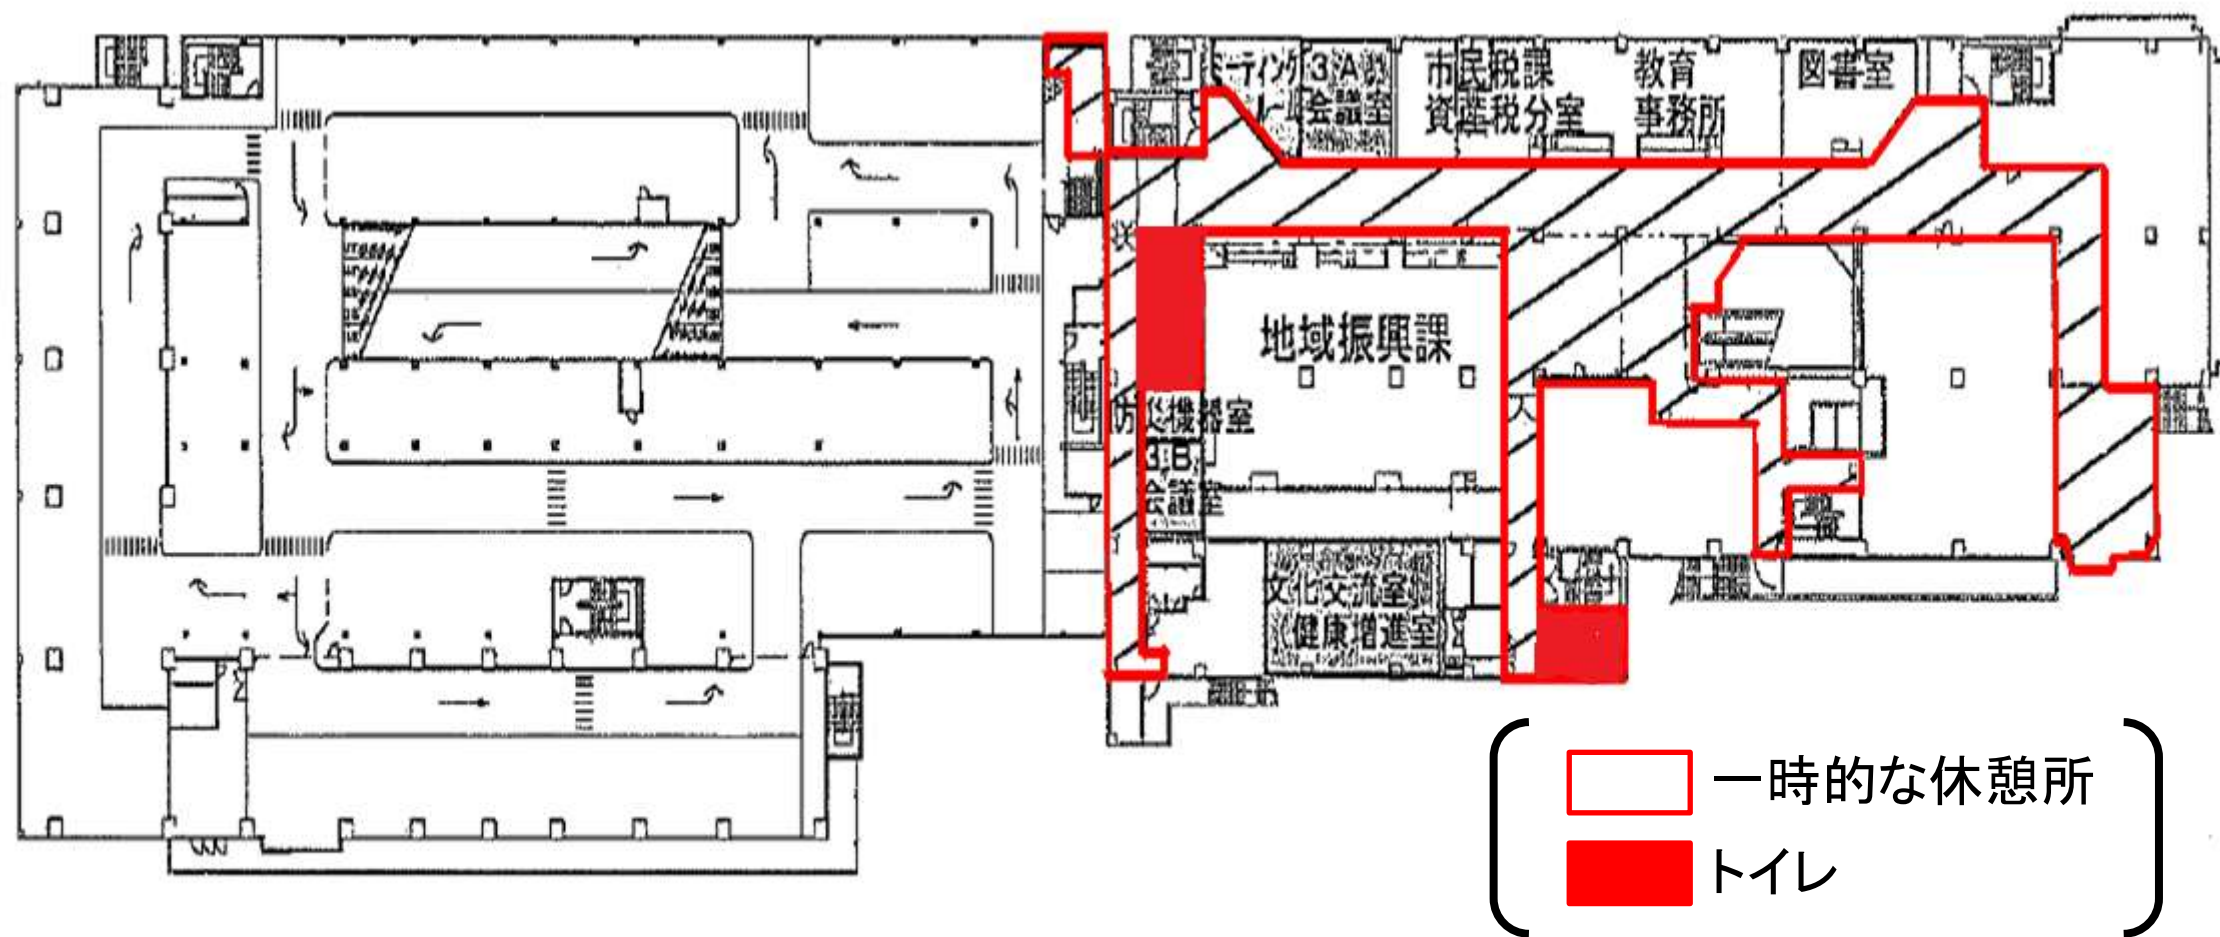 ミーティング
ルーム
3A
会議室
市民税課
資産税分室
教育
事務所
図書室
地域振興課
防災機器室
3B
会議室
文化交流室
（健康増進室）
一時的な休憩所
トイレ